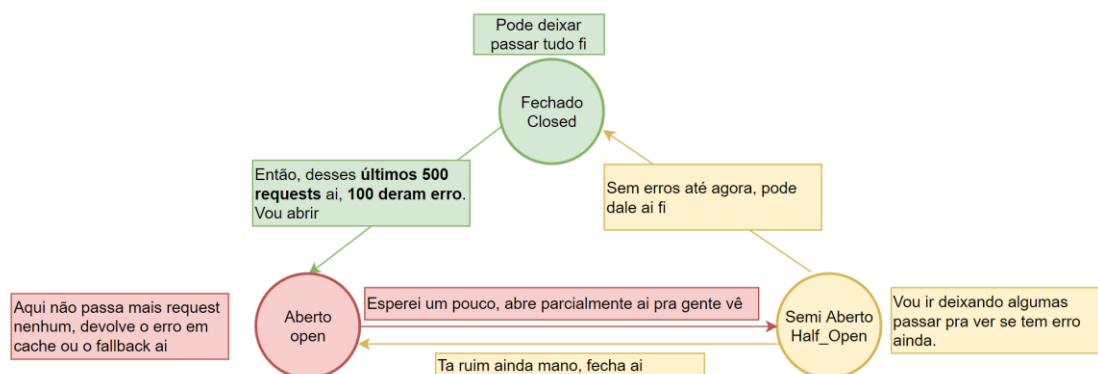 Pode deixar
passar tudo fi
Fechado
Closed
Então, desses últimos 500
requests ai, 100 deram erro.
Vou abrir
Sem erros até agora, pode
dale ai fi
Aqui não passa mais request
nenhum, devolve o erro em
cache ou o fallback ai
Aberto
open
Esperei um pouco, abre parcialmente ai pra gente vê
Semi Aberto
Half_Open
Vou ir deixando algumas
passar pra ver se tem erro
ainda.
Ta ruim ainda mano, fecha ai